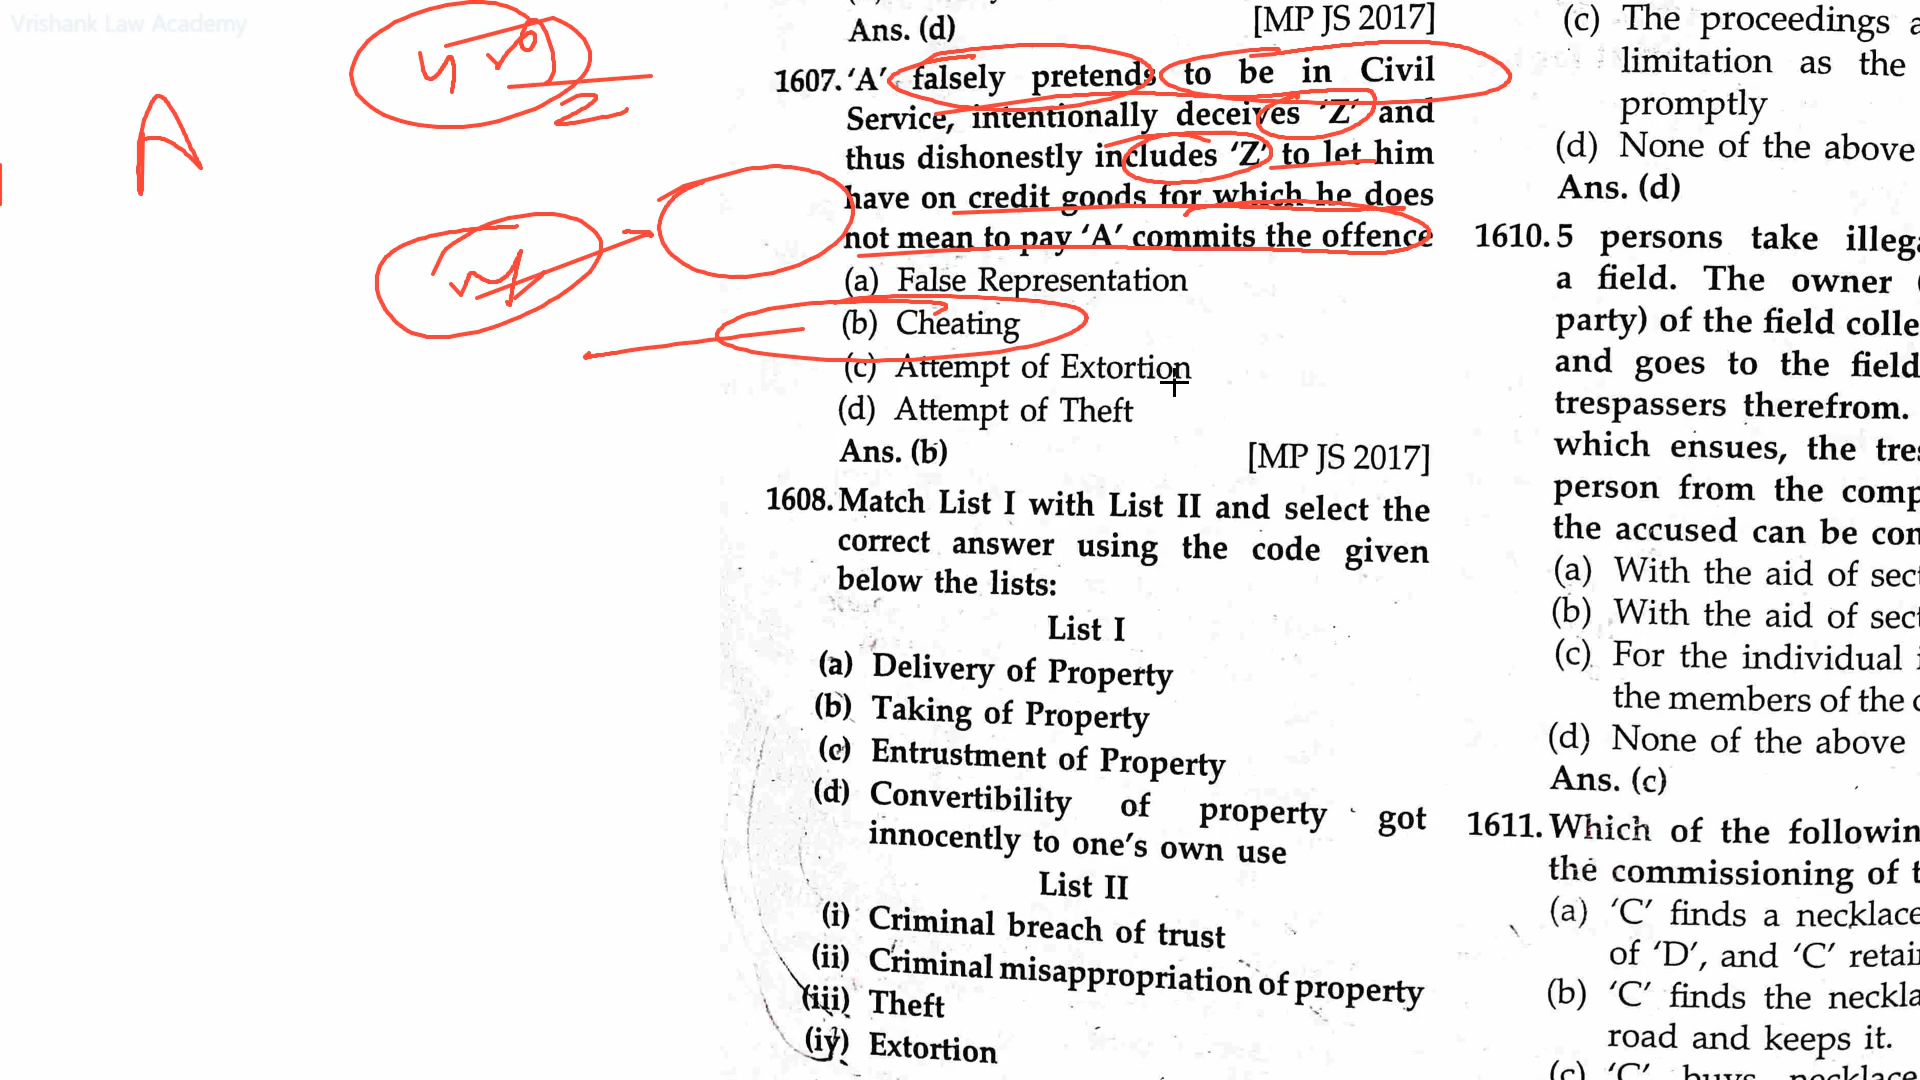 Vrishank Law Academy
A
Z
Ans. (d) [MP JS 2017]
1607. 'A' falsely pretends to be in Civil
Service, intentionally deceives 'Z' and
thus dishonestly includes 'Z' to let him
have on credit goods for which he does
not mean to pay 'A' commits the offence
(a) False Representation
(b) Cheating
(c) Attempt of Extortion
(d) Attempt of Theft
Ans. (b) [MP JS 2017]
1608. Match List I with List II and select the
correct answer using the code given
below the lists:
List I
(a) Delivery of Property
(b) Taking of Property
(c) Entrustment of Property
(d) Convertibility of property got
innocently to one's own use
List II
(i) Criminal breach of trust
(ii) Criminal misappropriation of property
(iii) Theft
(iv) Extortion
(c) The proceedings
limitation as the
promptly
(d) None of the above
Ans. (d)
1610. 5 persons take
a field. The owner
party) of the field
and goes to the field
trespassers therefrom.
which ensues, the
person from the
the accused can be
(a) With the aid of
(b) With the aid of
(c) For the individual
the members of the
(d) None of the above
Ans. (c)
1611. Which of the
the commissioning of
(a) 'C' finds a necklace
of 'D', and 'C'
(b) 'C' finds the
road and keeps it.
(c) 'C' buys necklace